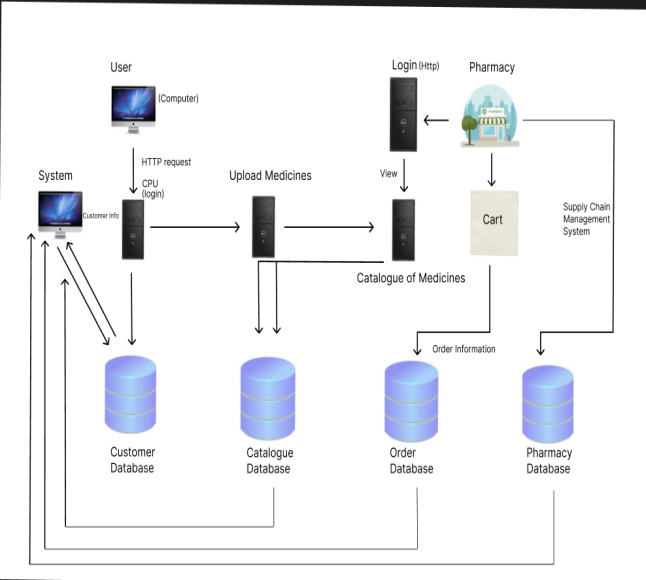 User
(Computer)
Login (Http)
Pharmacy
HTTP request
System
CPU
(login)
Upload Medicines
View
Customer Info
Cart
Supply Chain
Management
System
Catalogue of Medicines
Order Information
Customer
Database
Catalogue
Database
Order
Database
Pharmacy
Database